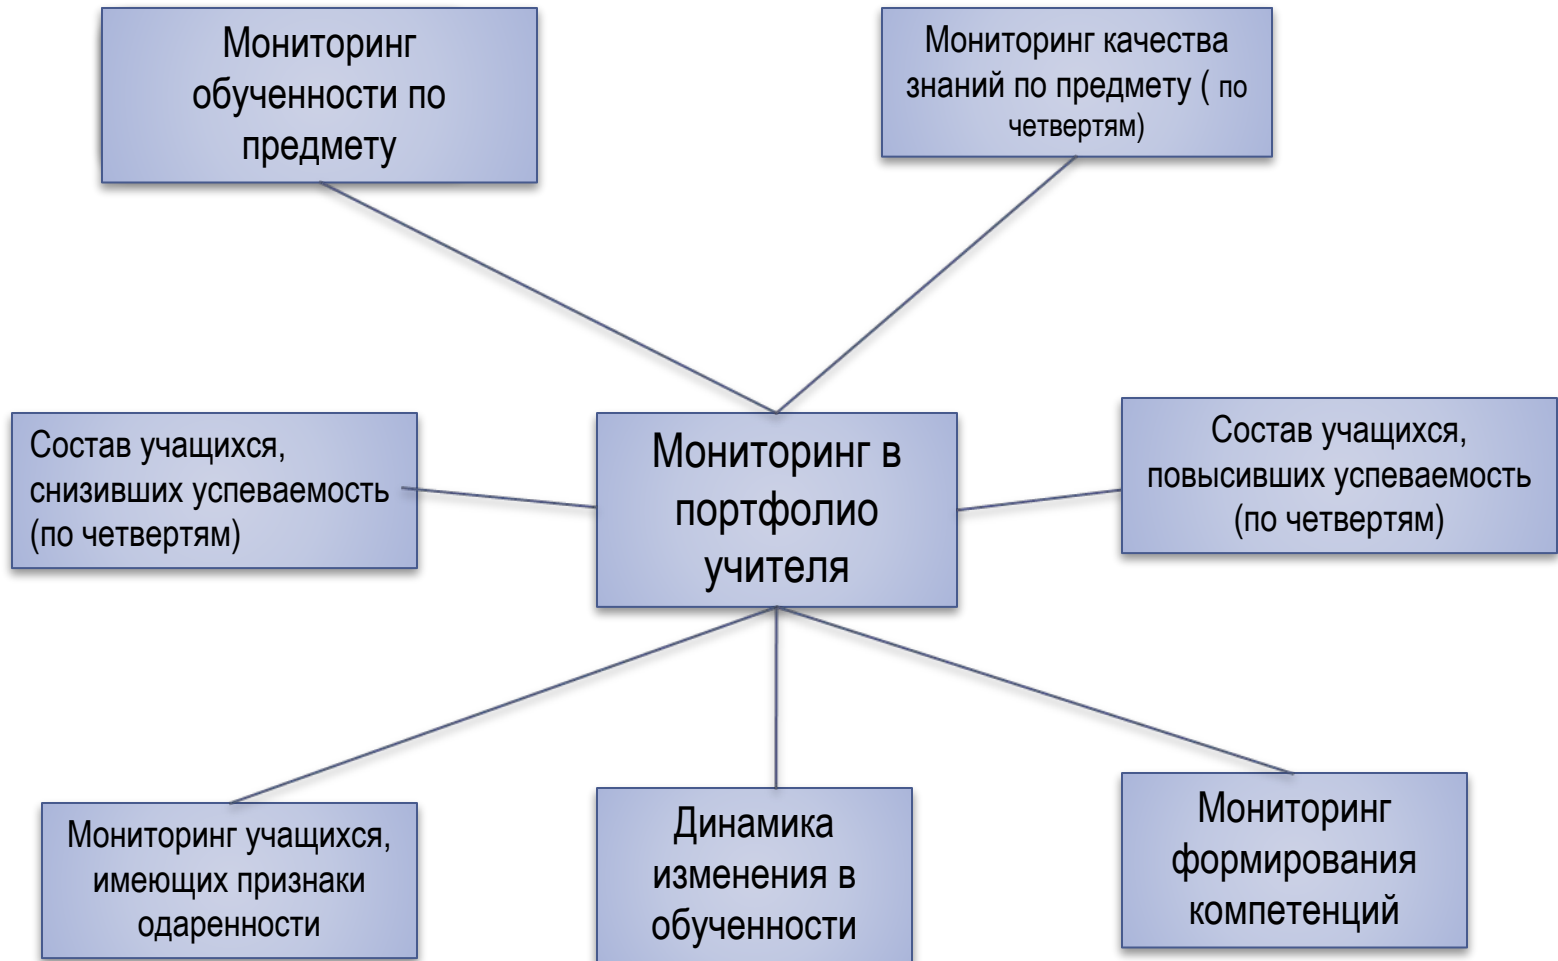 Мониторинг
обученности по
предмету
Мониторинг качества
знаний по предмету ( по
четвертям)
Состав учащихся,
снизивших успеваемость
(по четвертям)
Мониторинг в
портфолио
учителя
Состав учащихся,
повысивших успеваемость
(по четвертям)
Мониторинг учащихся,
имеющих признаки
одаренности
Динамика
изменения в
обученности
Мониторинг
формирования
компетенций